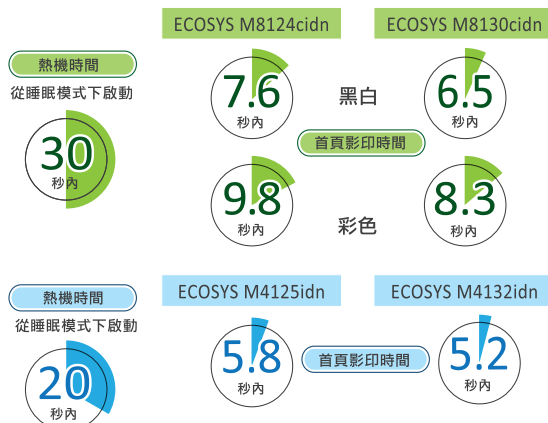 ECOSYS M8124cidn
ECOSYS M8130cidn
熱機時間
從睡眠模式下啟動
30
秒內
7.6
秒內
黑白
6.5
秒內
首頁影印時間
9.8
秒內
彩色
8.3
秒內
ECOSYS M4125idn
ECOSYS M4132idn
熱機時間
從睡眠模式下啟動
20
秒內
5.8
秒內
首頁影印時間
5.2
秒內